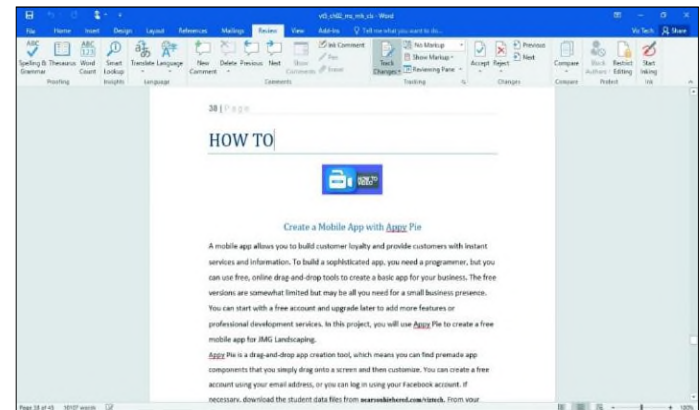 vt5_ch02_ms_mk_cb - Word
File Home Insert Design Layout References Mailings Review View Add-Ins Tell me what you want to do... Viz Tech Share
ABC ABC 123 Ink Comment No Markup Previous
Pen Show Markup Next
Spelling & Grammar Thesaurus Word Count Smart Lookup Translate Language New Comment Delete Previous Next Show Comments Eraser Track Changes Reviewing Pane Accept Reject Compare Block Authors Restrict Editing Start Inking
Proofing Insights Language Comments Tracking Changes Compare Protect Ink
38 | Page
HOW TO
HOW TO VIDEO
Create a Mobile App with Appy Pie
A mobile app allows you to build customer loyalty and provide customers with instant
services and information. To build a sophisticated app, you need a programmer, but you
can use free, online drag-and-drop tools to create a basic app for your business. The free
versions are somewhat limited but may be all you need for a small business presence.
You can start with a free account and upgrade later to add more features or
professional development services. In this project, you will use Appy Pie to create a free
mobile app for JMG Landscaping.
Appy Pie is a drag-and-drop app creation tool, which means you can find premade app
components that you simply drag onto a screen and then customize. You can create a free
account using your email address, or you can log in using your Facebook account. If
necessary, download the student data files from pearsonhighered.com/viztech. From your
Page 38 of 45 words 100%